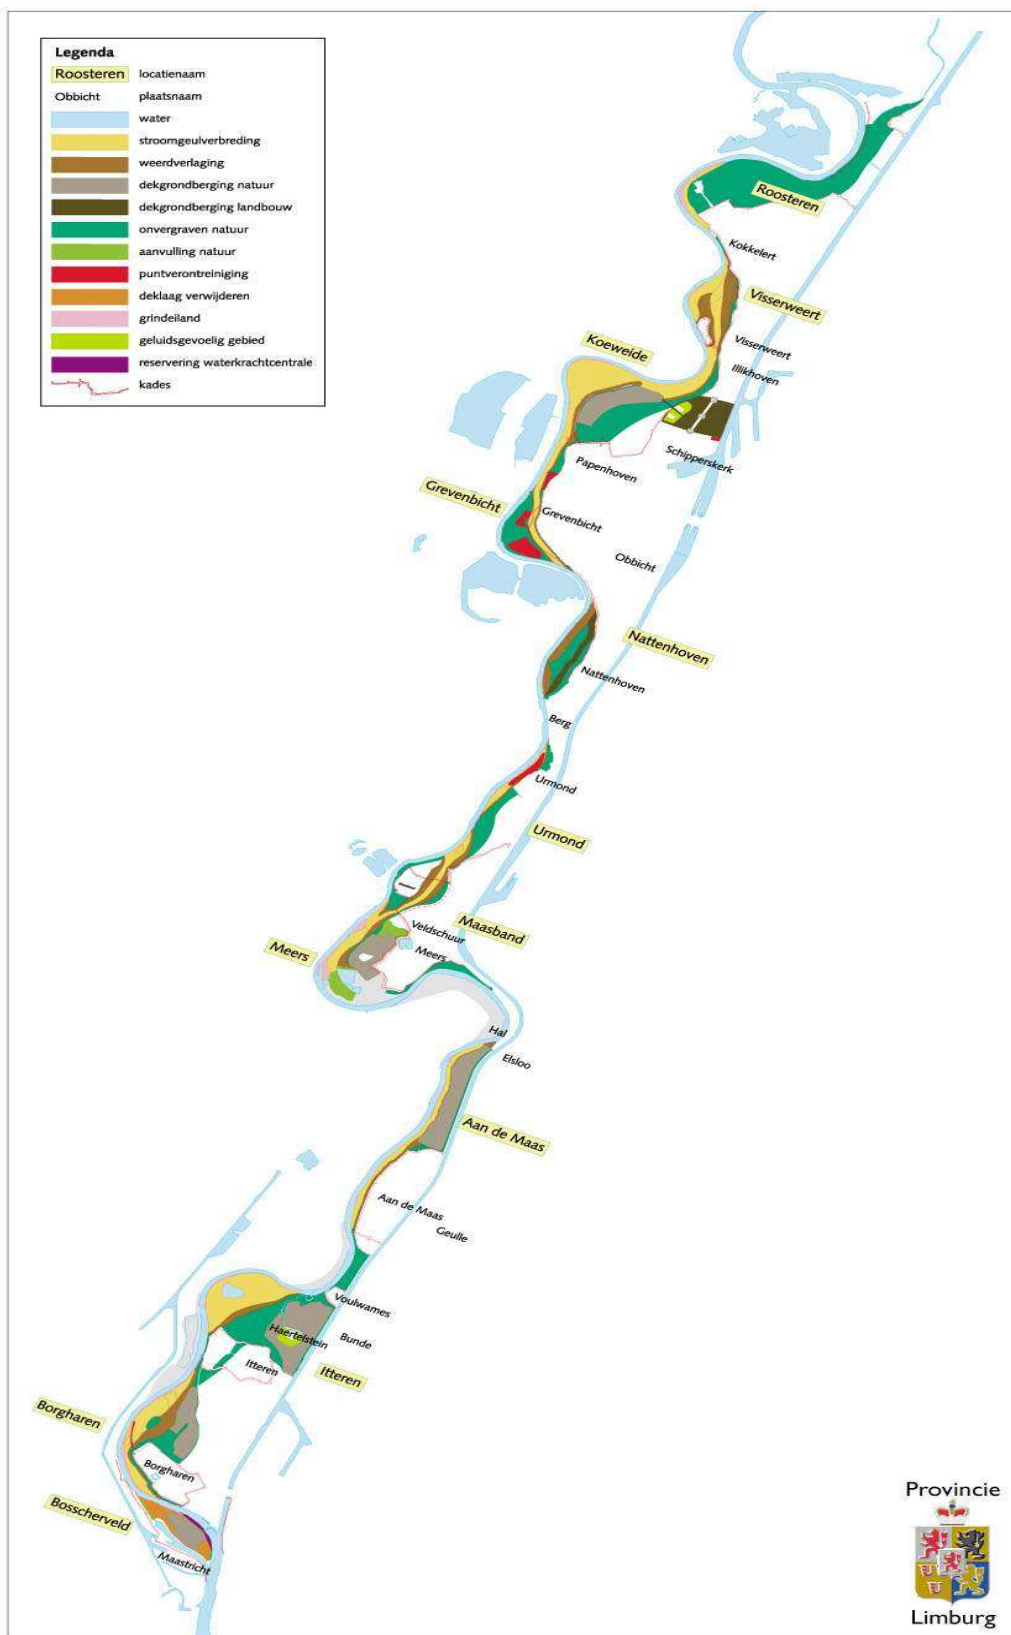 Legenda
Roosteren locatienaam
Obbicht plaatsnaam
water
stroomgeulverbreding
weerdverlaging
dekgrondberging natuur
dekgrondberging landbouw
onvergraven natuur
aanvulling natuur
puntverontreiniging
deklaag verwijderen
grindeiland
geluidsgevoelig gebied
reservering waterkrachtcentrale
kades
Roosteren
Kokkelert
Visserweert
Koeweide
Visserweert
Illikhoven
Schipperskerk
Papenhoven
Grevenbicht
Grevenbicht
Obbicht
Nattenhoven
Nattenhoven
Berg
Urmond
Urmond
Maasband
Veldschuur
Meers
Meers
Hal
Elsloo
Aan de Maas
Aan de Maas
Geulle
Voulwames
Bunde
Haertelstein
Itteren
Itteren
Borgharen
Borgharen
Bosscherveld
Maastricht
Provincie
Limburg